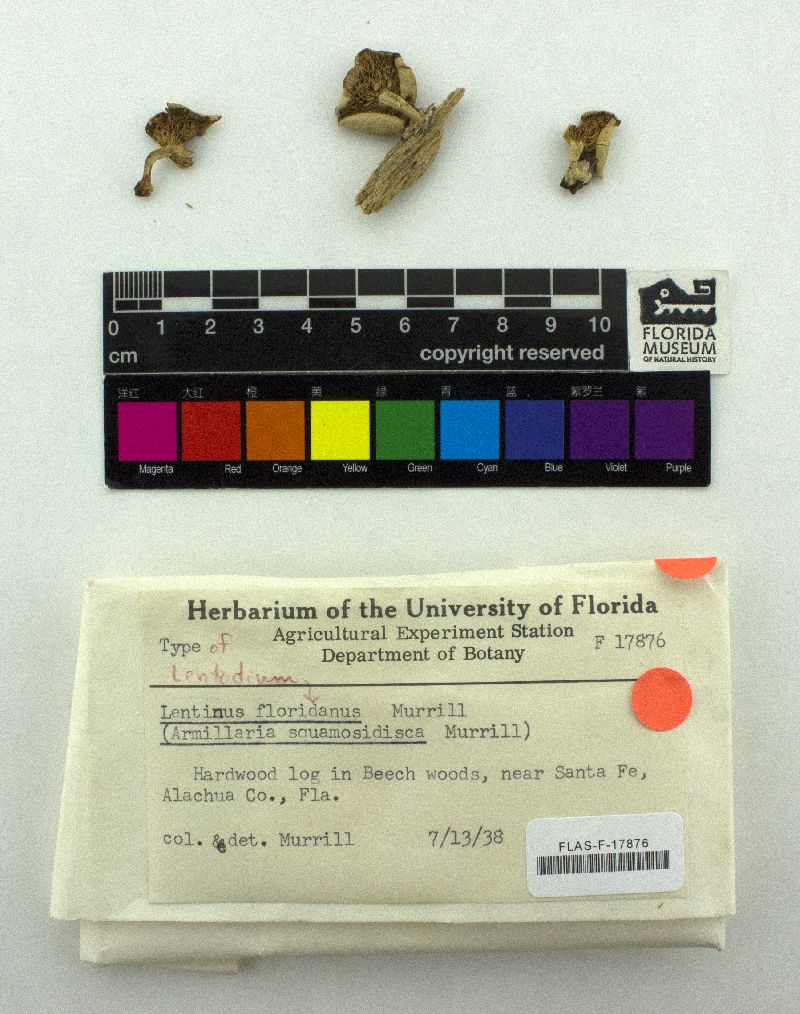 0 1 2 3 4 5 6 7 8 9 10
cm copyright reserved
FLORIDA
MUSEUM
OF NATURAL HISTORY
洋红 大红 橙 黄 绿 青 蓝 紫罗兰 紫
Magenta Red Orange Yellow Green Cyan Blue Violet Purple
Herbarium of the University of Florida
Agricultural Experiment Station
Type of F 17876
Department of Botany
Lentodium
Lentinus floridanus Murrill
(Armillaria squamosidisca Murrill)
Hardwood log in Beech woods, near Santa Fe,
Alachua Co., Fla.
col. & det. Murrill 7/13/38
FLAS-F-17876